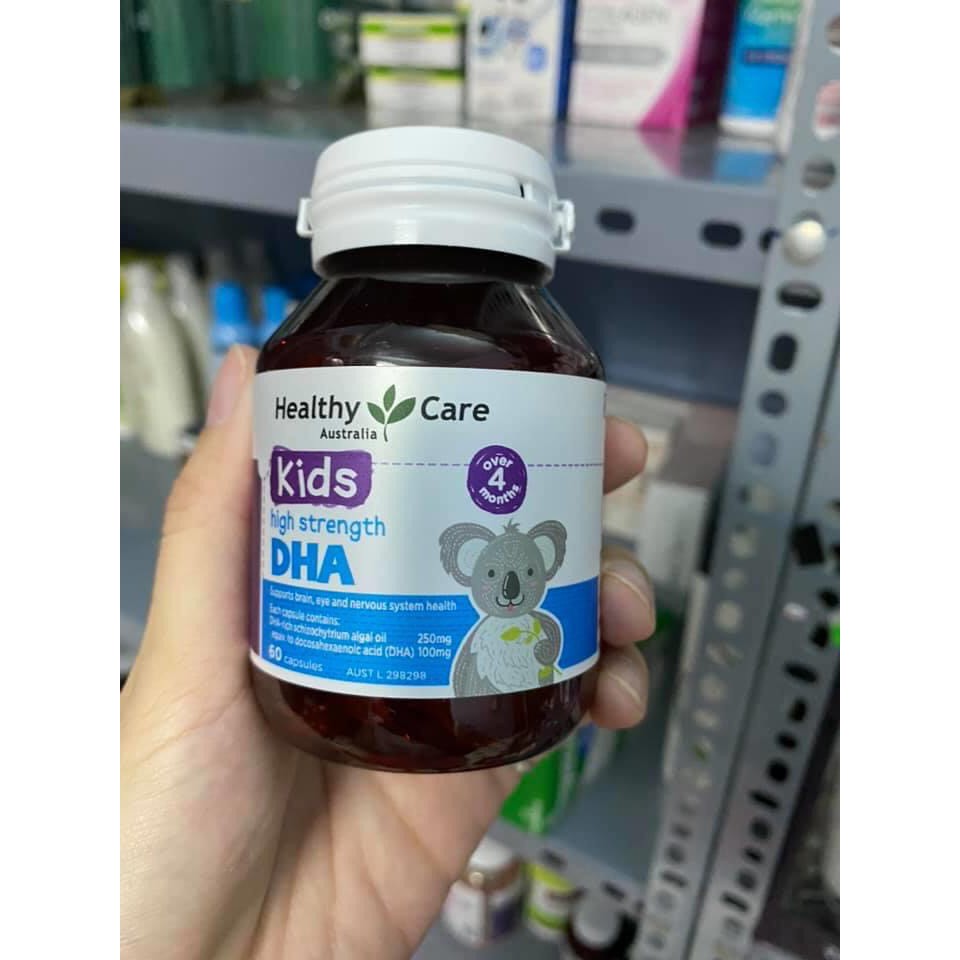 COLLAGEN
Healthy Care
Australia
Kids
over
4
months
high strength
DHA
Supports brain, eye and nervous system health
Each capsule contains:
DHA-rich schizochytrium algal oil 250mg
equiv. to docosahexaenoic acid (DHA) 100mg
60 capsules
AUST L 298298